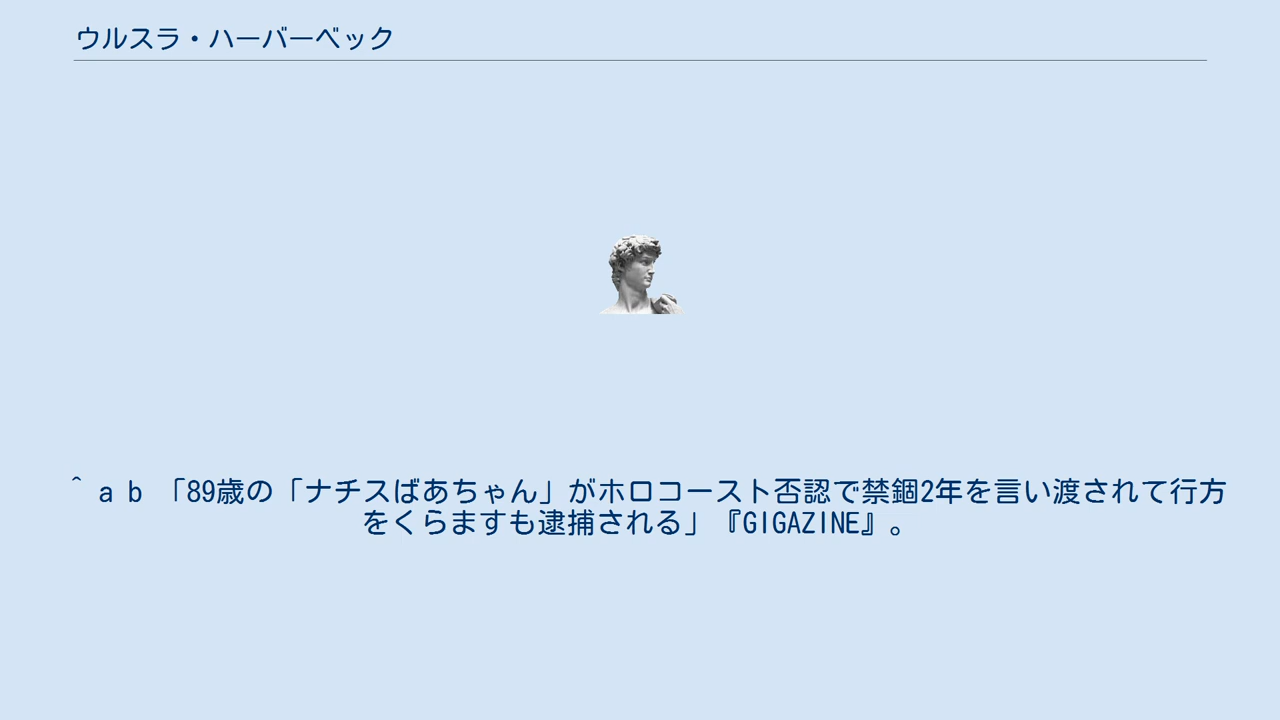 ウルスラ・ハーバーベック
^ a b 「89歳の「ナチスばあちゃん」がホロコースト否認で禁錮2年を言い渡されて行方
をくらますも逮捕される」『GIGAZINE』。